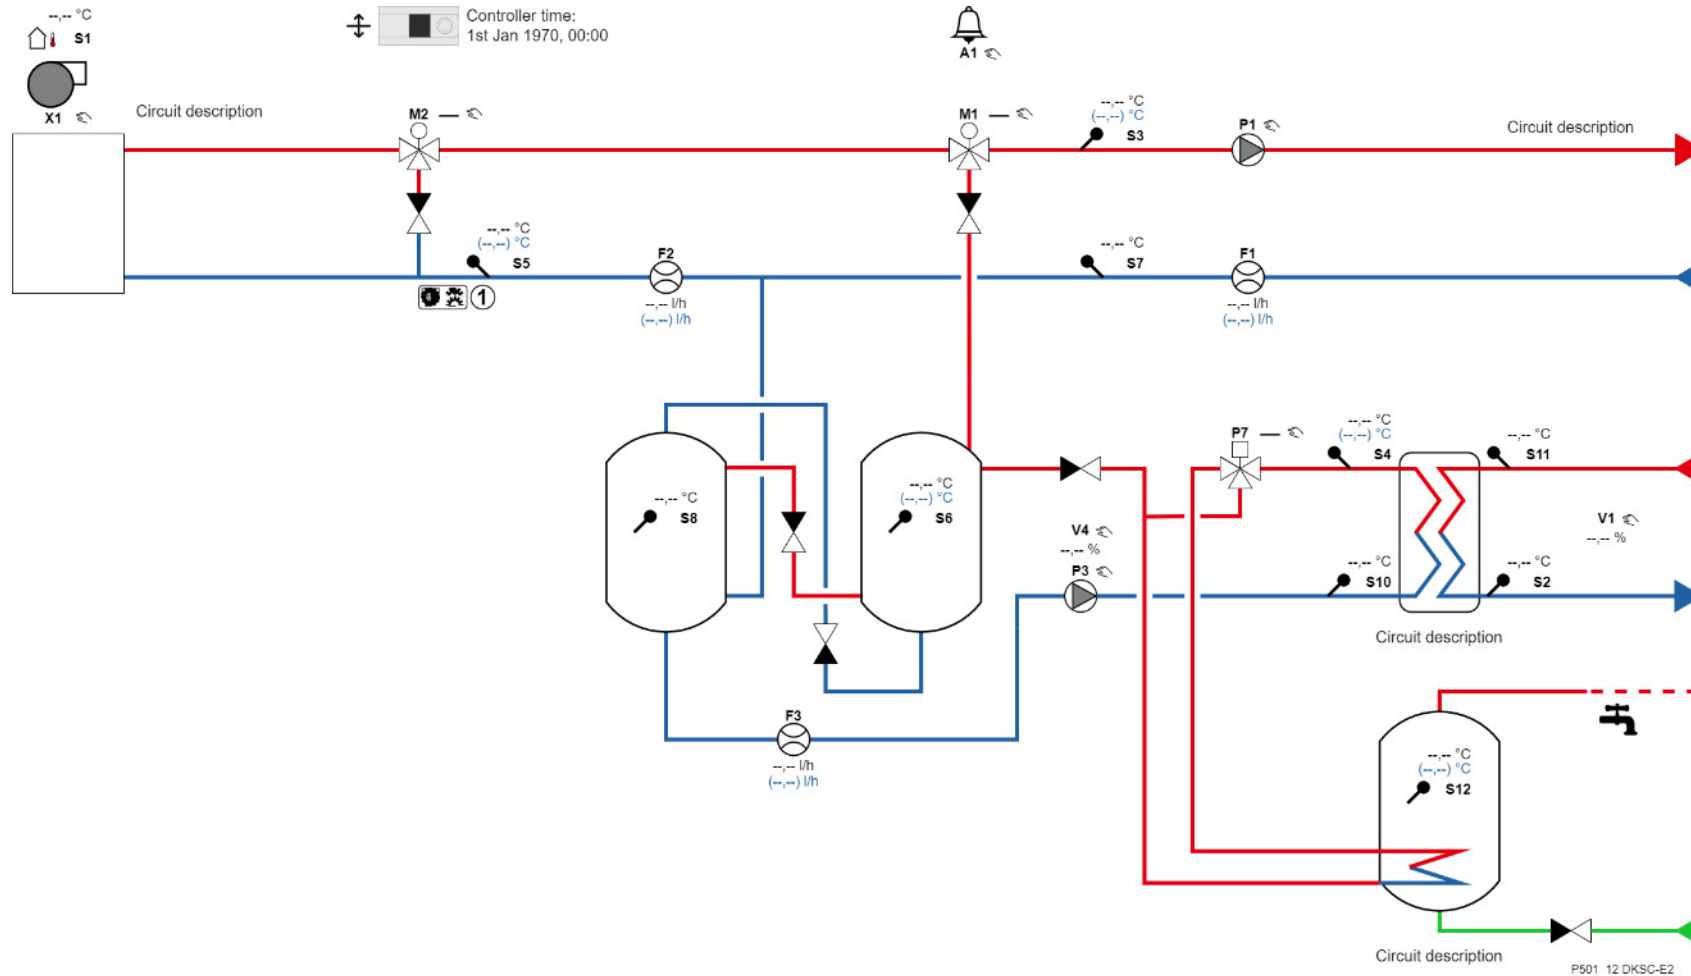 --,-- °C
S1
X1
Controller time:
1st Jan 1970, 00:00
A1
Circuit description
M2
M1
--,-- °C
(--,--) °C
S3
P1
Circuit description
--,-- °C
(--,--) °C
S5
1
F2
--,-- l/h
(--,--) l/h
--,-- °C
S7
F1
--,-- l/h
(--,--) l/h
--,-- °C
S8
--,-- °C
(--,--) °C
S6
P7
--,-- °C
(--,--) °C
S4
--,-- °C
S11
V4
--,-- %
P3
V1
--,-- %
--,-- °C
S10
--,-- °C
S2
Circuit description
F3
--,-- l/h
(--,--) l/h
--,-- °C
(--,--) °C
S12
Circuit description
P501 12 DKSC-E2